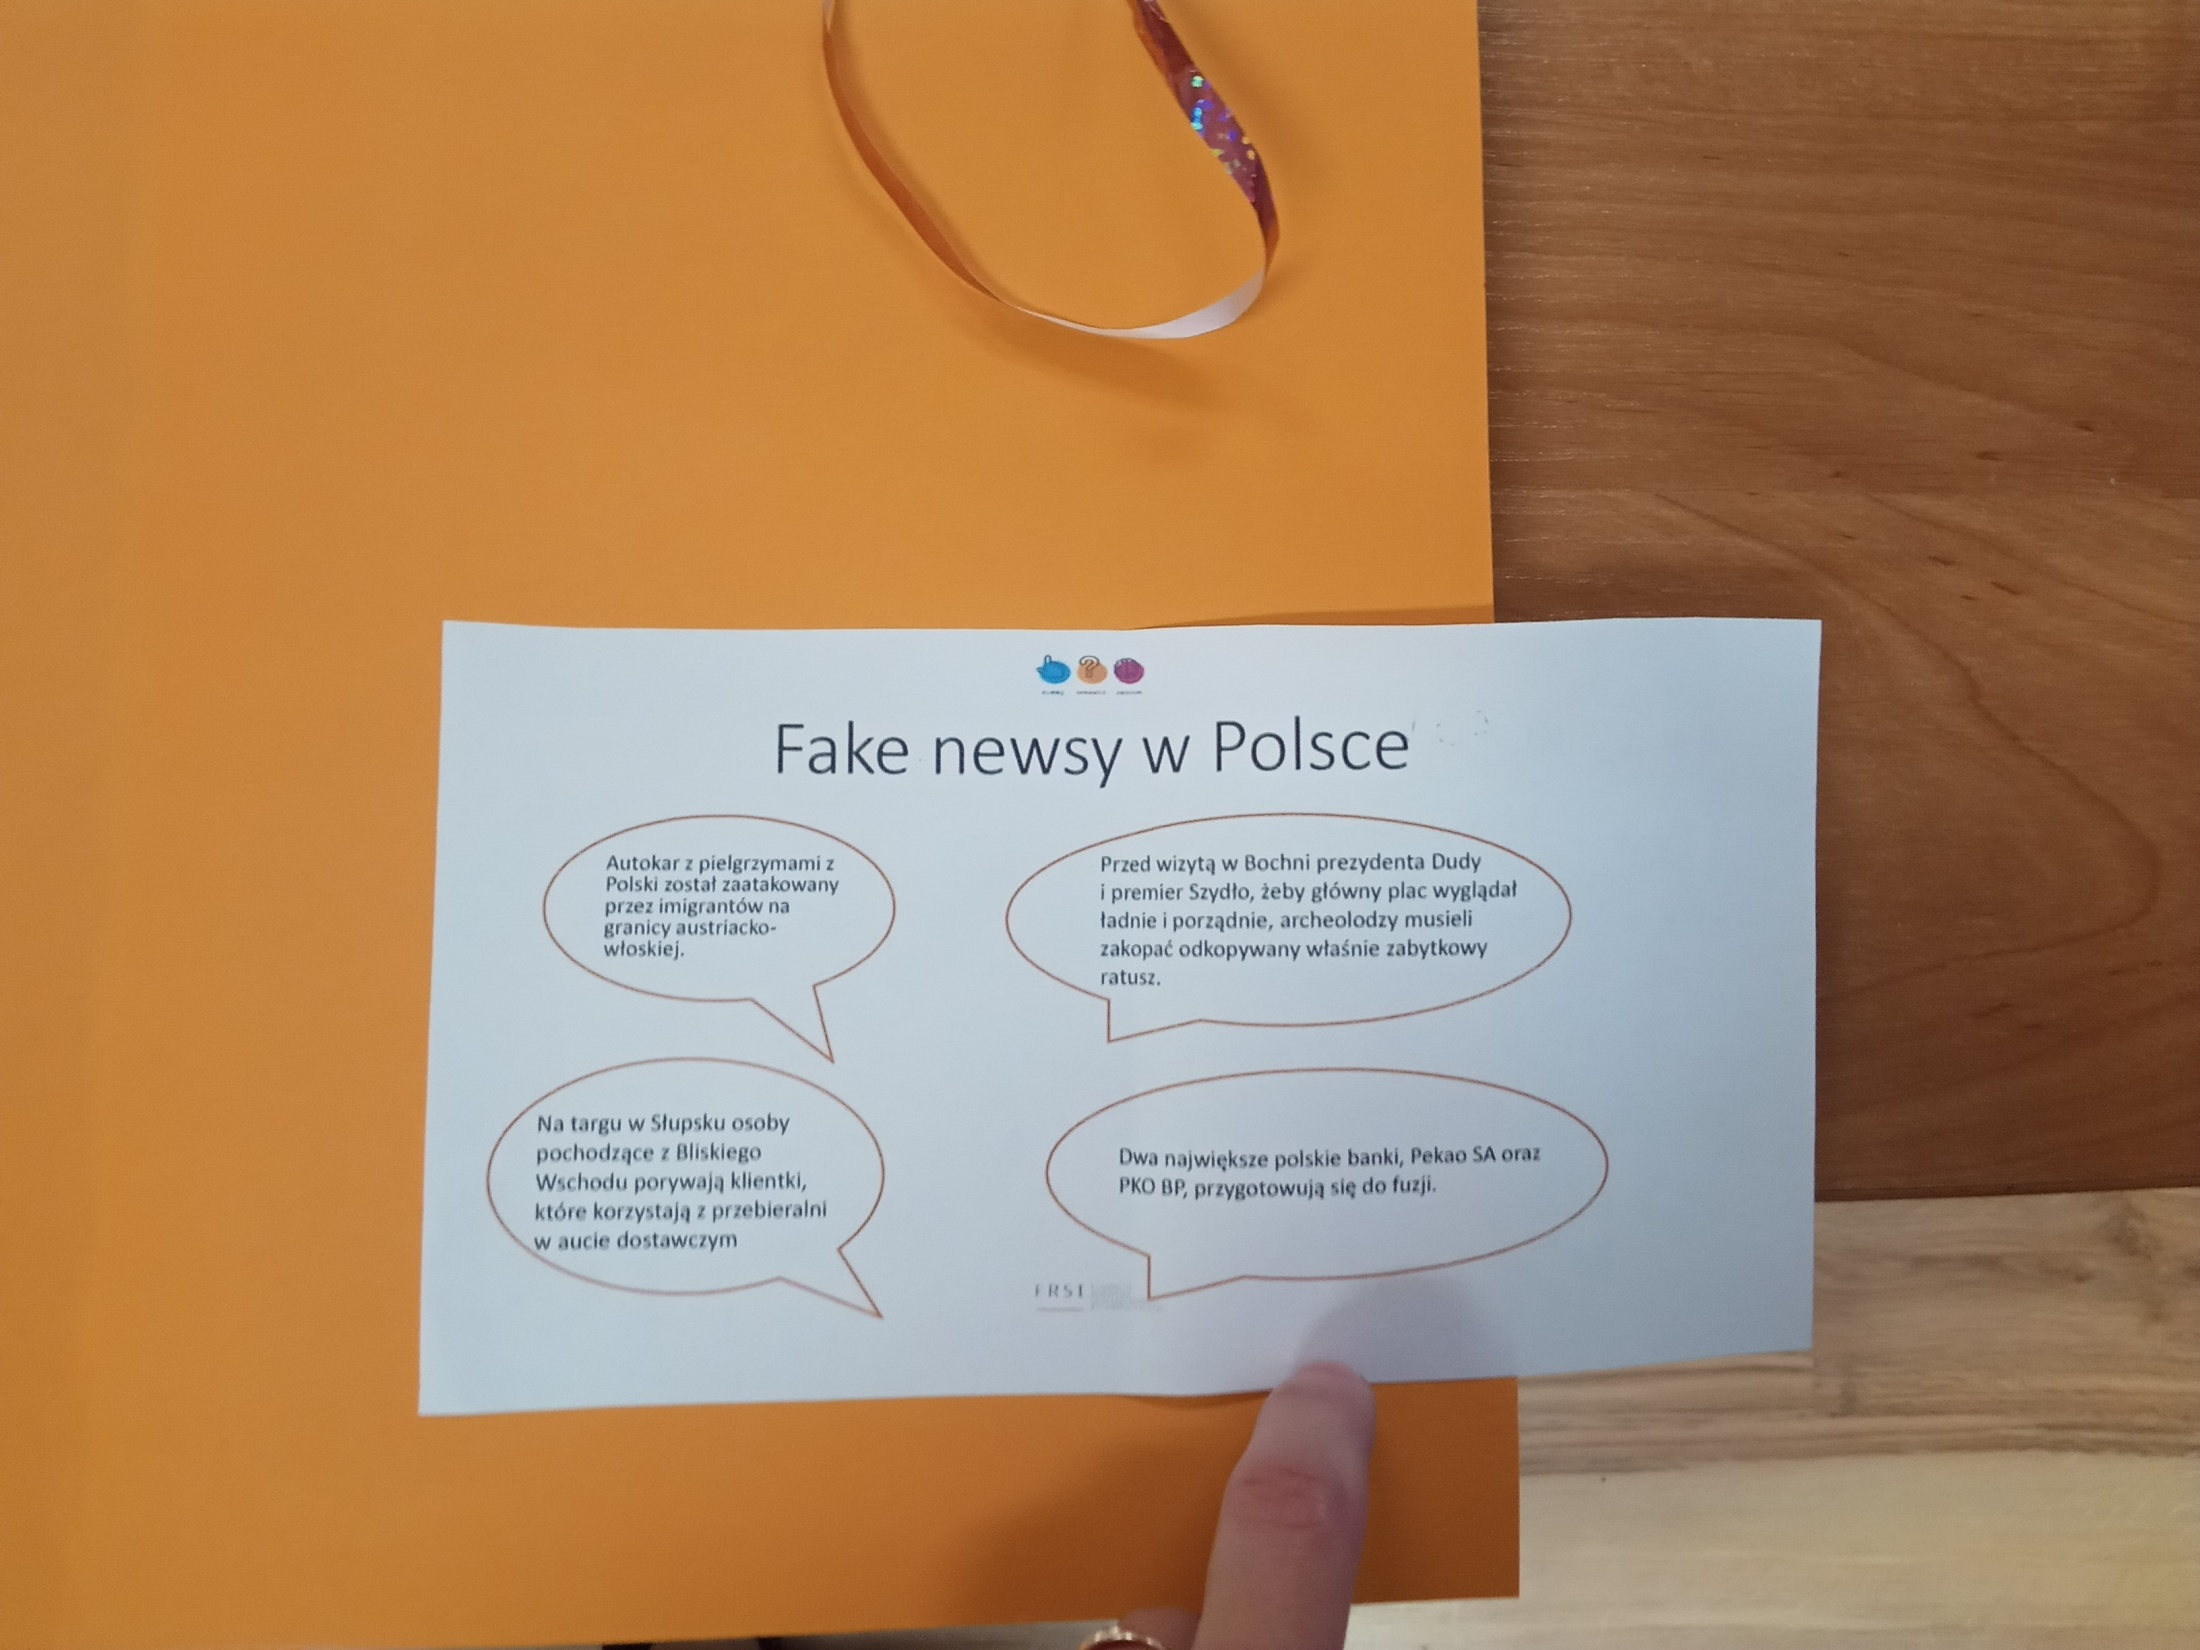 Fake newsy w Polsce
Autokar z pielgrzymami z
Polski został zaatakowany
przez imigrantów na
granicy austriacko-
włoskiej.
Przed wizytą w Bochni prezydenta Dudy
i premier Szydło, żeby główny plac wyglądał
ładnie i porządnie, archeolodzy musieli
zakopać odkopywany właśnie zabytkowy
ratusz.
Na targu w Słupsku osoby
pochodzące z Bliskiego
Wschodu porywają klientki,
które korzystają z przebieralni
w aucie dostawczym
Dwa największe polskie banki, Pekao SA oraz
PKO BP, przygotowują się do fuzji.
FRSI